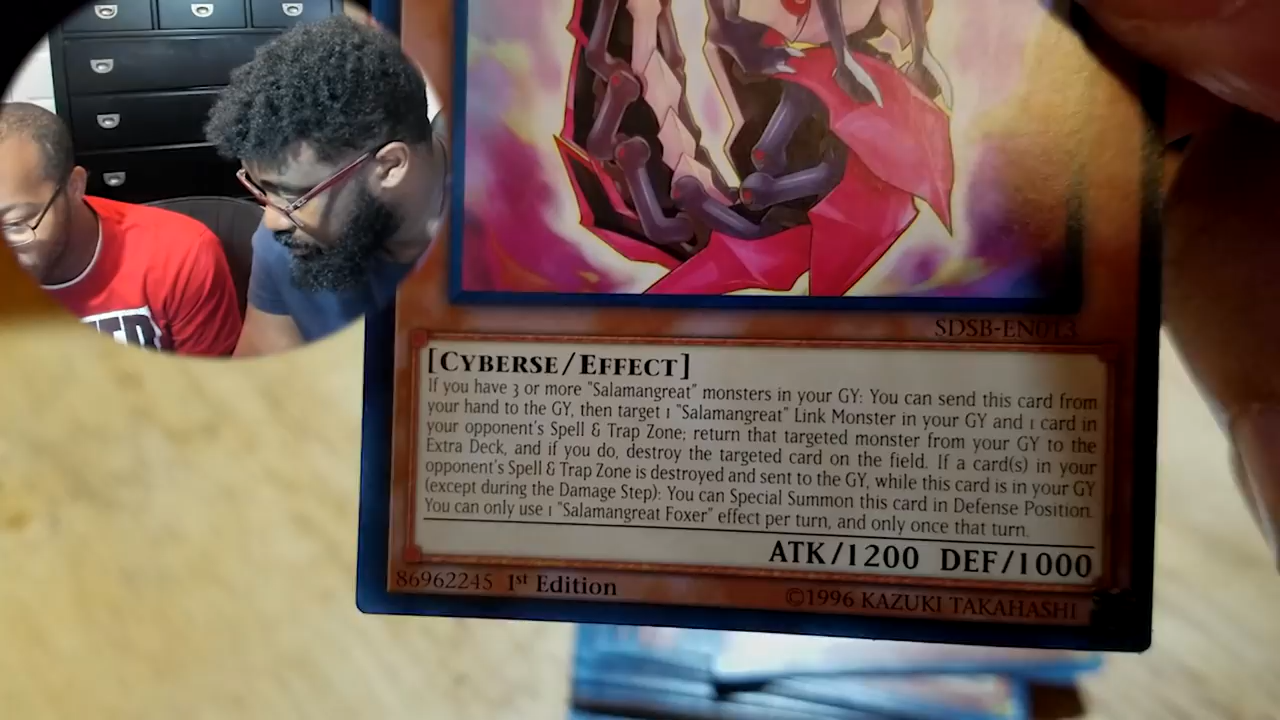 SDSB-EN013
[CYBERSE/EFFECT]
If you have 3 or more "Salamangreat" monsters in your GY: You can send this card from
your hand to the GY, then target 1 "Salamangreat" Link Monster in your GY and 1 card in
your opponent's Spell & Trap Zone; return that targeted monster from your GY to the
Extra Deck, and if you do, destroy the targeted card on the field. If a card(s) in your
opponent's Spell & Trap Zone is destroyed and sent to the GY, while this card is in your GY
(except during the Damage Step): You can Special Summon this card in Defense Position.
You can only use 1 "Salamangreat Foxer" effect per turn, and only once that turn.
ATK/1200 DEF/1000
86962245 1st Edition
©1996 KAZUKI TAKAHASHI